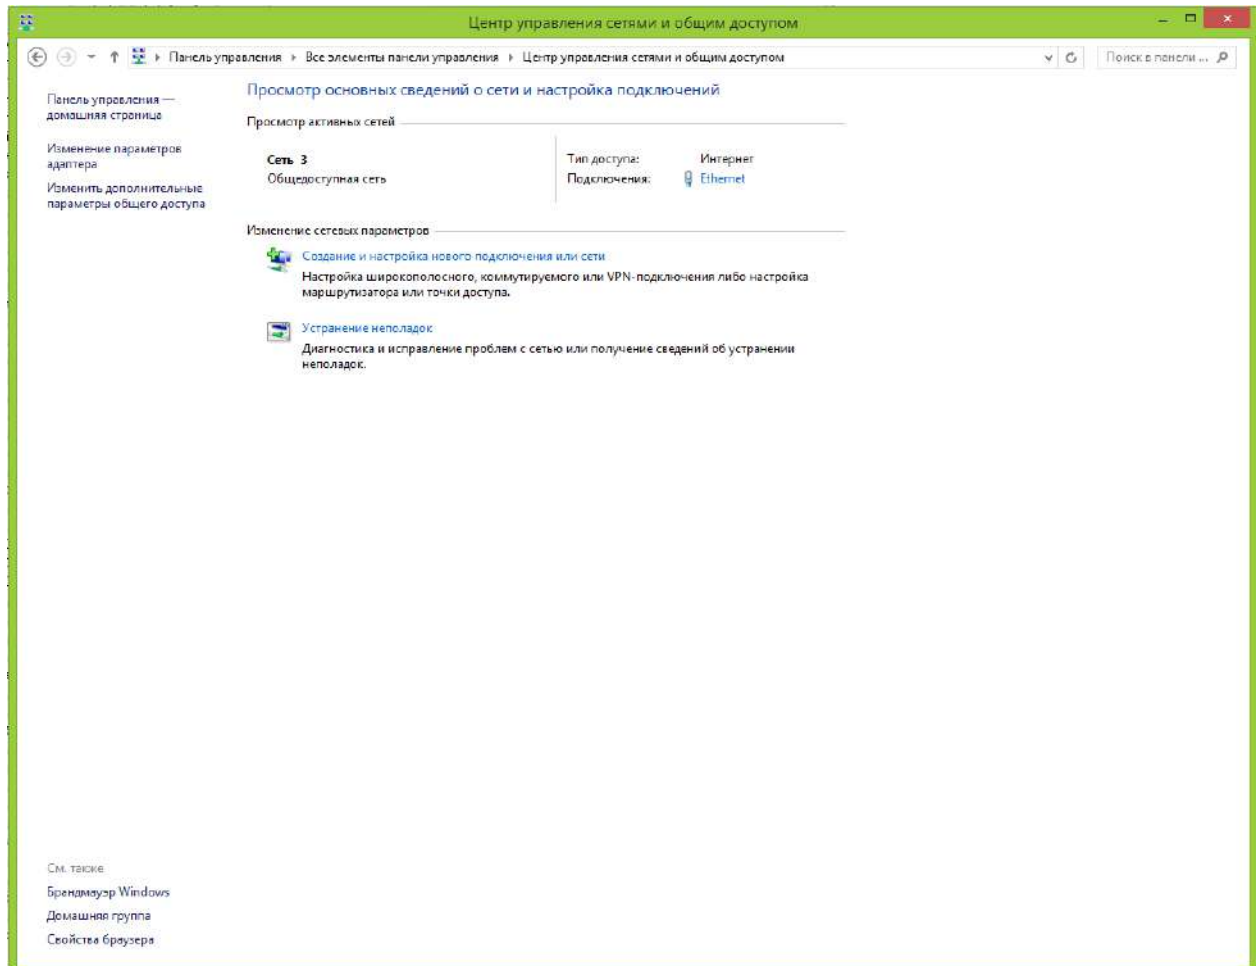 Центр управления сетями и общим доступом
Панель управления Все элементы панели управления Центр управления сетями и общим доступом
Поиск в панели ...
Панель управления —
домашняя страница
Изменение параметров
адаптера
Изменить дополнительные
параметры общего доступа
Просмотр основных сведений о сети и настройка подключений
Просмотр активных сетей
Сеть 3
Общедоступная сеть
Тип доступа: Интернет
Подключения: Ethernet
Изменение сетевых параметров
Создание и настройка нового подключения или сети
Настройка широкополосного, коммутируемого или VPN-подключения либо настройка
маршрутизатора или точки доступа.
Устранение неполадок
Диагностика и исправление проблем с сетью или получение сведений об устранении
неполадок.
См. также
Брандмауэр Windows
Домашняя группа
Свойства браузера